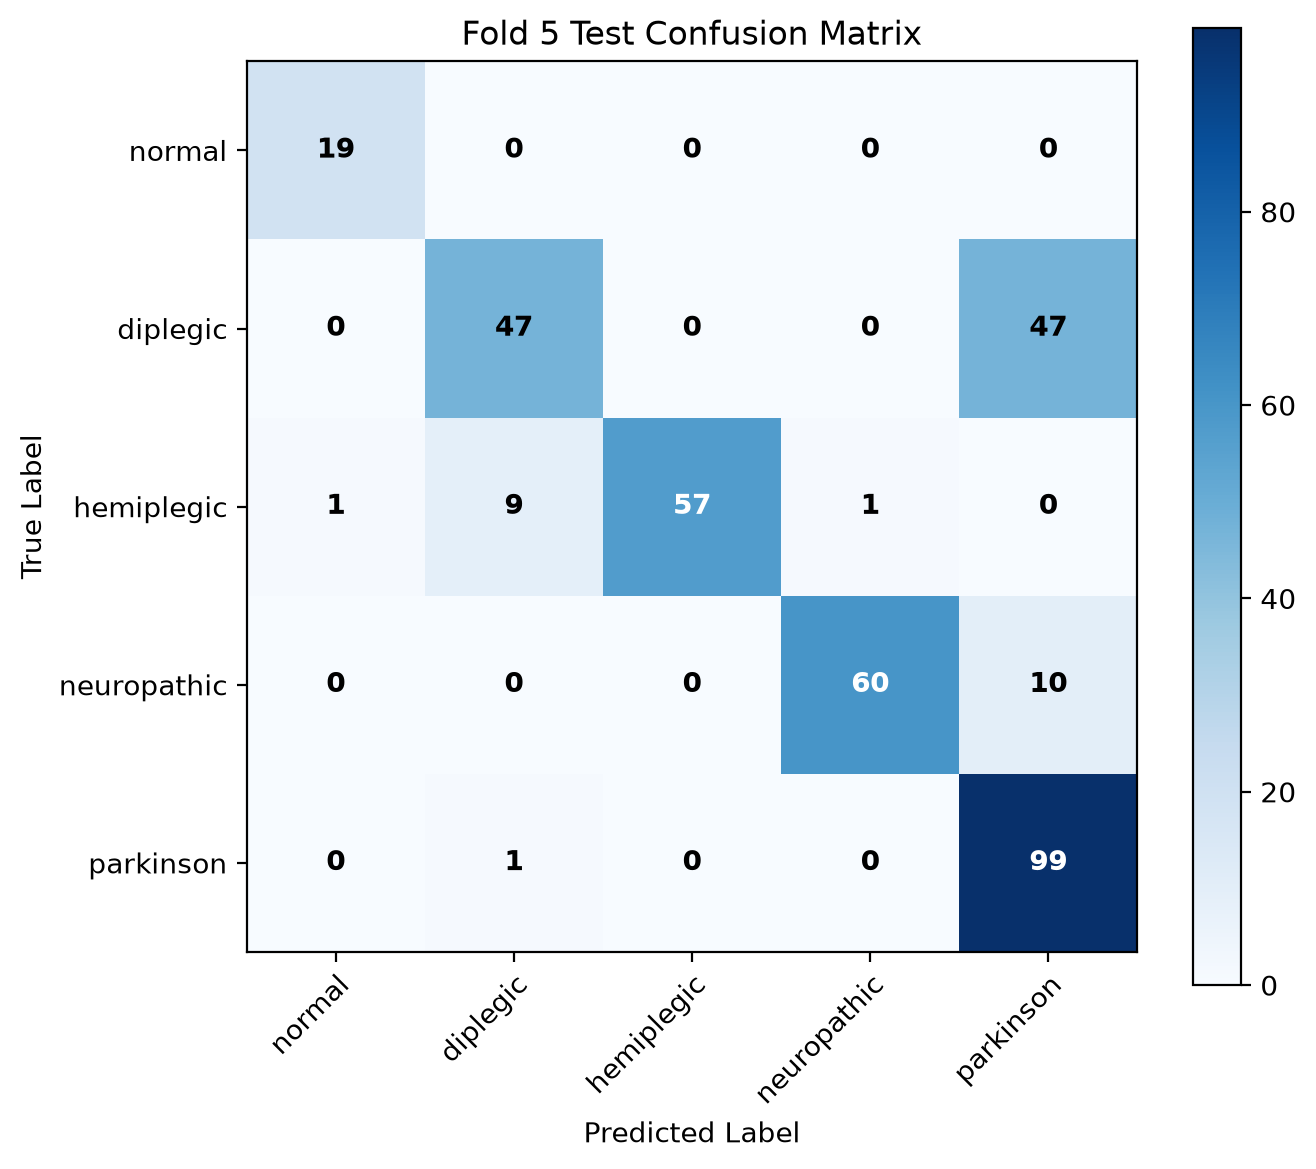 Fold 5 Test Confusion Matrix
normal 19 0 0 0 0
diplegic 0 47 0 0 47
hemiplegic 1 9 57 1 0
neuropathic 0 0 0 60 10
parkinson 0 1 0 0 99
normal diplegic hemiplegic neuropathic parkinson
Predicted Label
True Label
80
60
40
20
0